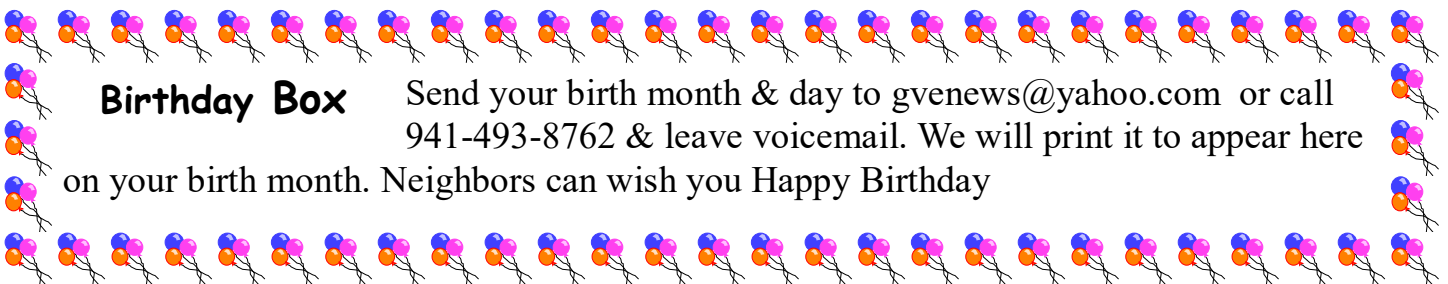 Birthday Box Send your birth month & day to gvenews@yahoo.com or call
941-493-8762 & leave voicemail. We will print it to appear here
on your birth month. Neighbors can wish you Happy Birthday